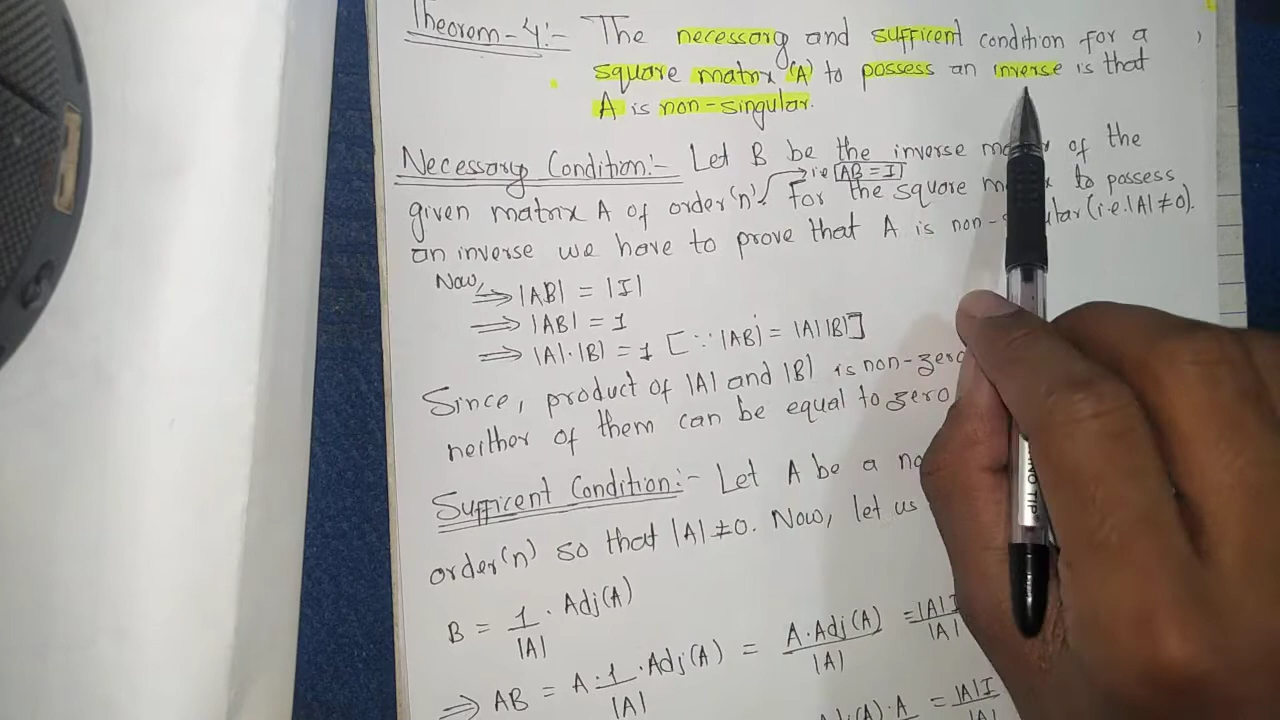 Theorem-4:- The necessary and sufficent condition for a
square matrix (A) to possess an inverse is that
A is non-singular.
Necessary Condition:- Let B be the inverse of the
i.e AB = I
given matrix A of order(n). For the square to possess
an inverse we have to prove that A is (i.e. |A| ≠ 0).
Now,
⇒ |AB| = |I|
⇒ |AB| = 1
⇒ |A|·|B| = 1 [∵ |AB| = |A||B|]
Since, product of |A| and |B| is non-zero
neither of them can be equal to zero
Sufficent Condition:- Let A be a
order(n) so that |A| ≠ 0. Now, let us
B = 1/|A| · Adj(A)
⇒ AB = A·1/|A| · Adj(A) = A·Adj(A)/|A| = |A|I/|A|
Adj(A)·A = |A|I/|A|
TIP